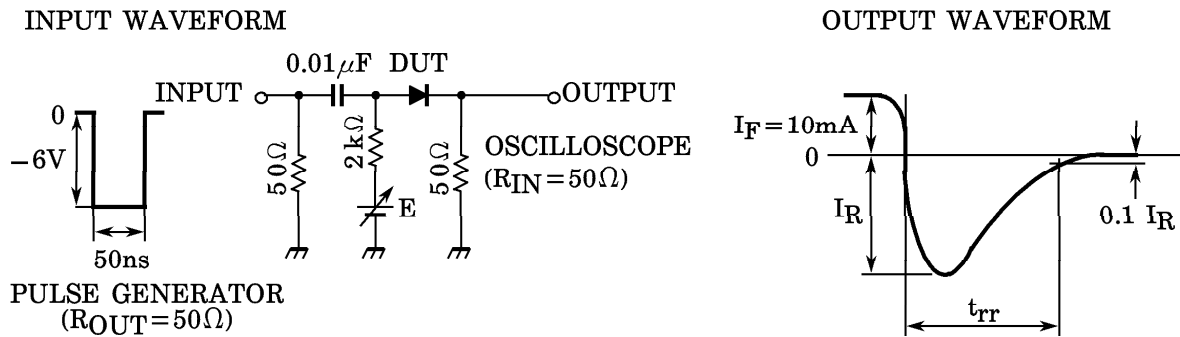 INPUT WAVEFORM
0
−6V
50ns
PULSE GENERATOR
(ROUT=50Ω)
0.01μF DUT
INPUT
OUTPUT
50Ω
2kΩ
E
50Ω
OSCILLOSCOPE
(RIN=50Ω)
OUTPUT WAVEFORM
IF=10mA
0
IR
0.1 IR
trr